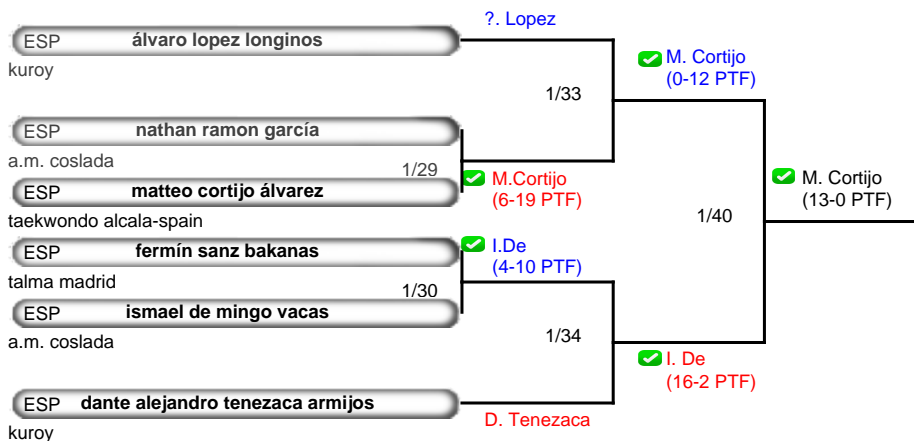 ?. Lopez
ESP álvaro lopez longinos
kuroy
M. Cortijo
(0-12 PTF)
1/33
ESP nathan ramon garcía
a.m. coslada
1/29
M.Cortijo
(6-19 PTF)
ESP matteo cortijo álvarez
taekwondo alcala-spain
M. Cortijo
(13-0 PTF)
1/40
ESP fermín sanz bakanas
talma madrid
I.De
(4-10 PTF)
1/30
ESP ismael de mingo vacas
a.m. coslada
1/34
I. De
(16-2 PTF)
ESP dante alejandro tenezaca armijos
kuroy
D. Tenezaca